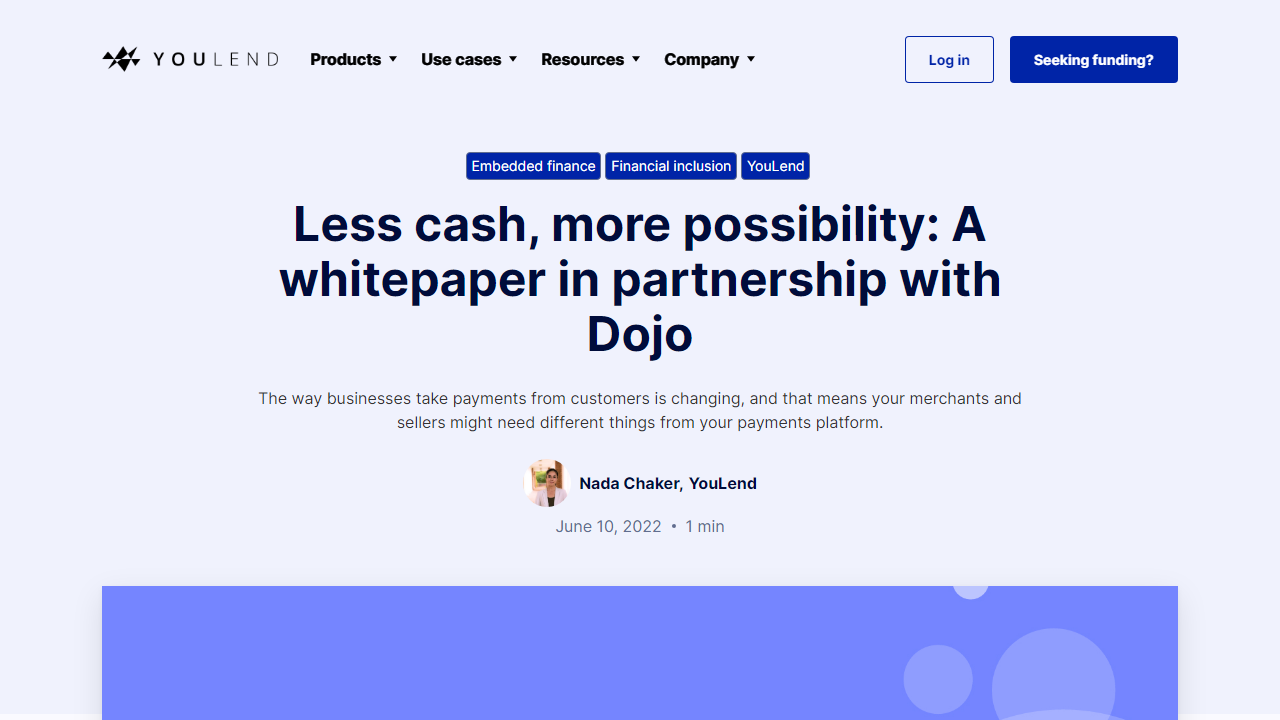 YOULEND
Products
Use cases
Resources
Company
Log in
Seeking funding?
Embedded finance
Financial inclusion
YouLend
Less cash, more possibility: A
whitepaper in partnership with
Dojo
The way businesses take payments from customers is changing, and that means your merchants and
sellers might need different things from your payments platform.
Nada Chaker, YouLend
June 10, 2022 • 1 min